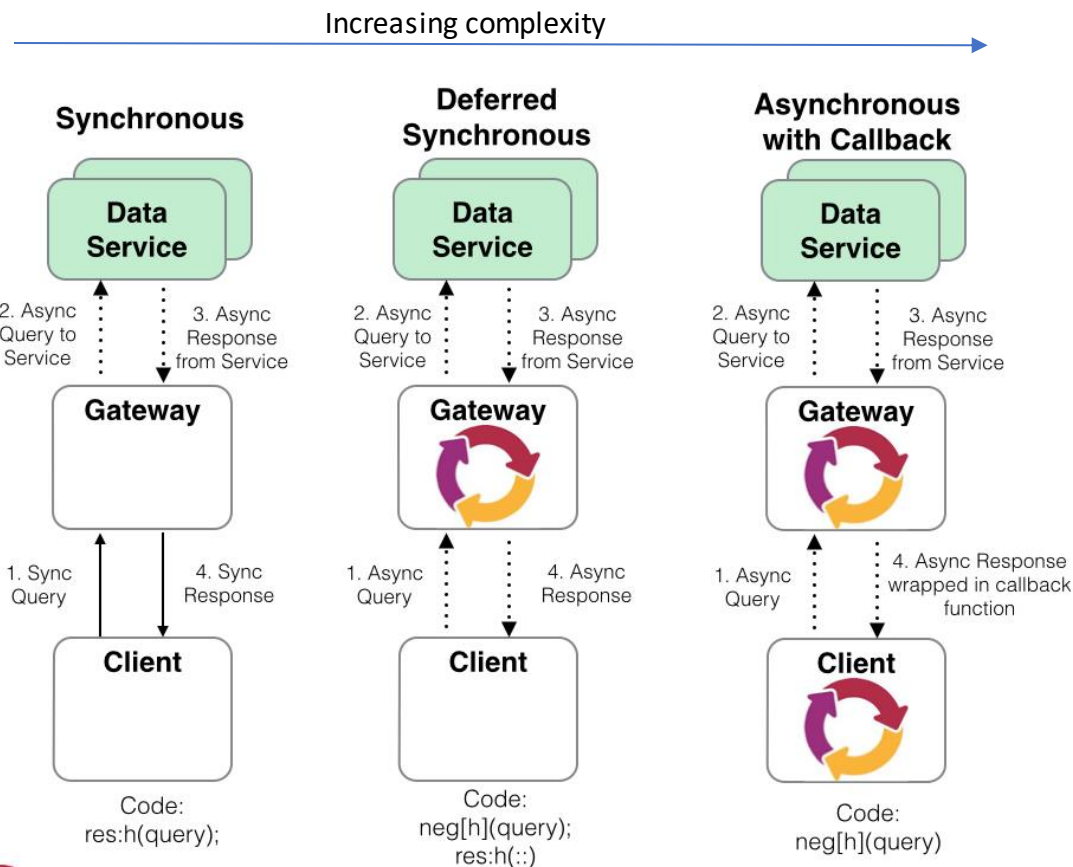 Increasing complexity
Synchronous
Data
Service
2. Async
Query to
Service
3. Async
Response
from Service
Gateway
1. Sync
Query
4. Sync
Response
Client
Code:
res:h(query);
Deferred
Synchronous
Data
Service
2. Async
Query to
Service
3. Async
Response
from Service
Gateway
1. Async
Query
4. Async
Response
Client
Code:
neg[h](query);
res:h(::)
Asynchronous
with Callback
Data
Service
2. Async
Query to
Service
3. Async
Response
from Service
Gateway
1. Async
Query
4. Async Response
wrapped in callback
function
Client
Code:
neg[h](query)